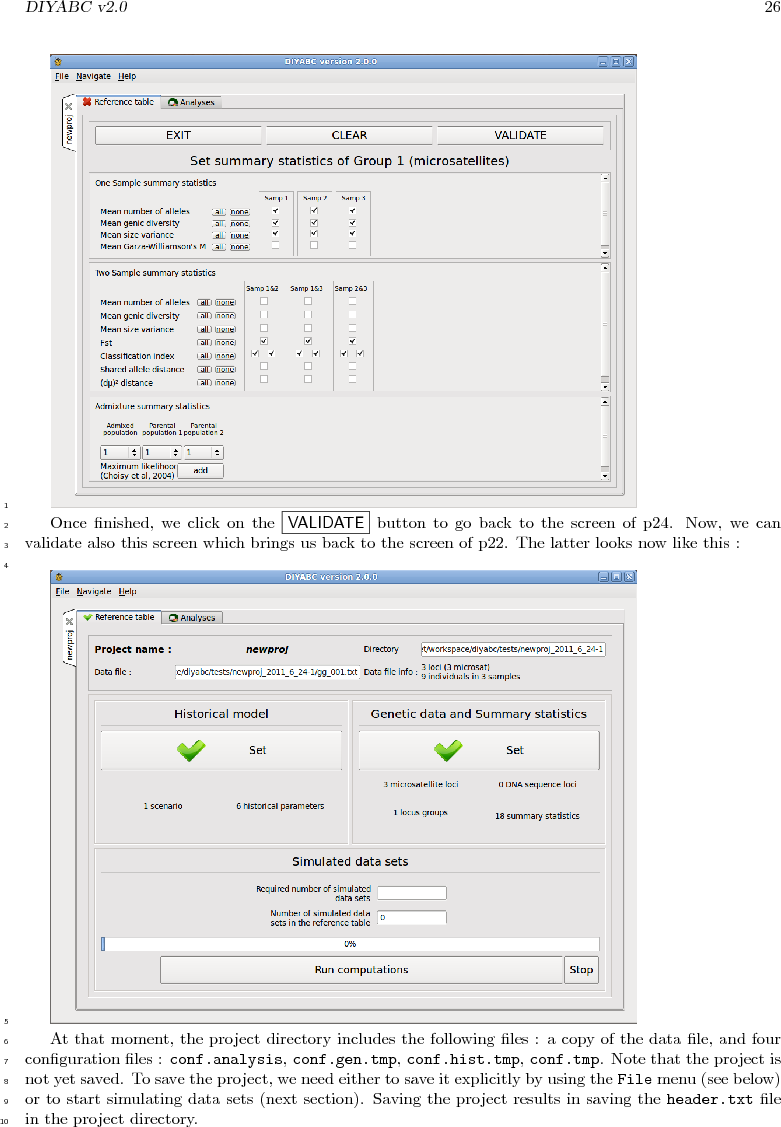 DIYABC v2.0 26
DIYABC version 2.0.0
File Navigate Help
newproj
Reference table Analyses
EXIT CLEAR VALIDATE
Set summary statistics of Group 1 (microsatellites)
One Sample summary statistics
Samp 1 Samp 2 Samp 3
Mean number of alleles all none
Mean genic diversity all none
Mean size variance all none
Mean Garza-Williamson's M all none
Two Sample summary statistics
Samp 1&2 Samp 1&3 Samp 2&3
Mean number of alleles all none
Mean genic diversity all none
Mean size variance all none
Fst all none
Classification index all none
Shared allele distance all none
(dμ)² distance all none
Admixture summary statistics
Admixed Parental Parental
population population 1 population 2
1 1 1
Maximum likelihoor
(Choisy et al, 2004) add
1
2 Once finished, we click on the VALIDATE button to go back to the screen of p24. Now, we can
3 validate also this screen which brings us back to the screen of p22. The latter looks now like this :
4
DIYABC version 2.0.0
File Navigate Help
newproj
Reference table Analyses
Project name : newproj Directory et/workspace/diyabc/tests/newproj_2011_6_24-1
Data file : e/diyabc/tests/newproj_2011_6_24-1/gg_001.txt Data file info : 3 loci (3 microsat)
9 individuals in 3 samples
Historical model Genetic data and Summary statistics
Set Set
3 microsatellite loci 0 DNA sequence loci
1 scenario 6 historical parameters
1 locus groups 18 summary statistics
Simulated data sets
Required number of simulated
data sets
Number of simulated data
sets in the reference table 0
0%
Run computations Stop
5
6 At that moment, the project directory includes the following files : a copy of the data file, and four
7 configuration files : conf.analysis, conf.gen.tmp, conf.hist.tmp, conf.tmp. Note that the project is
8 not yet saved. To save the project, we need either to save it explicitly by using the File menu (see below)
9 or to start simulating data sets (next section). Saving the project results in saving the header.txt file
10 in the project directory.